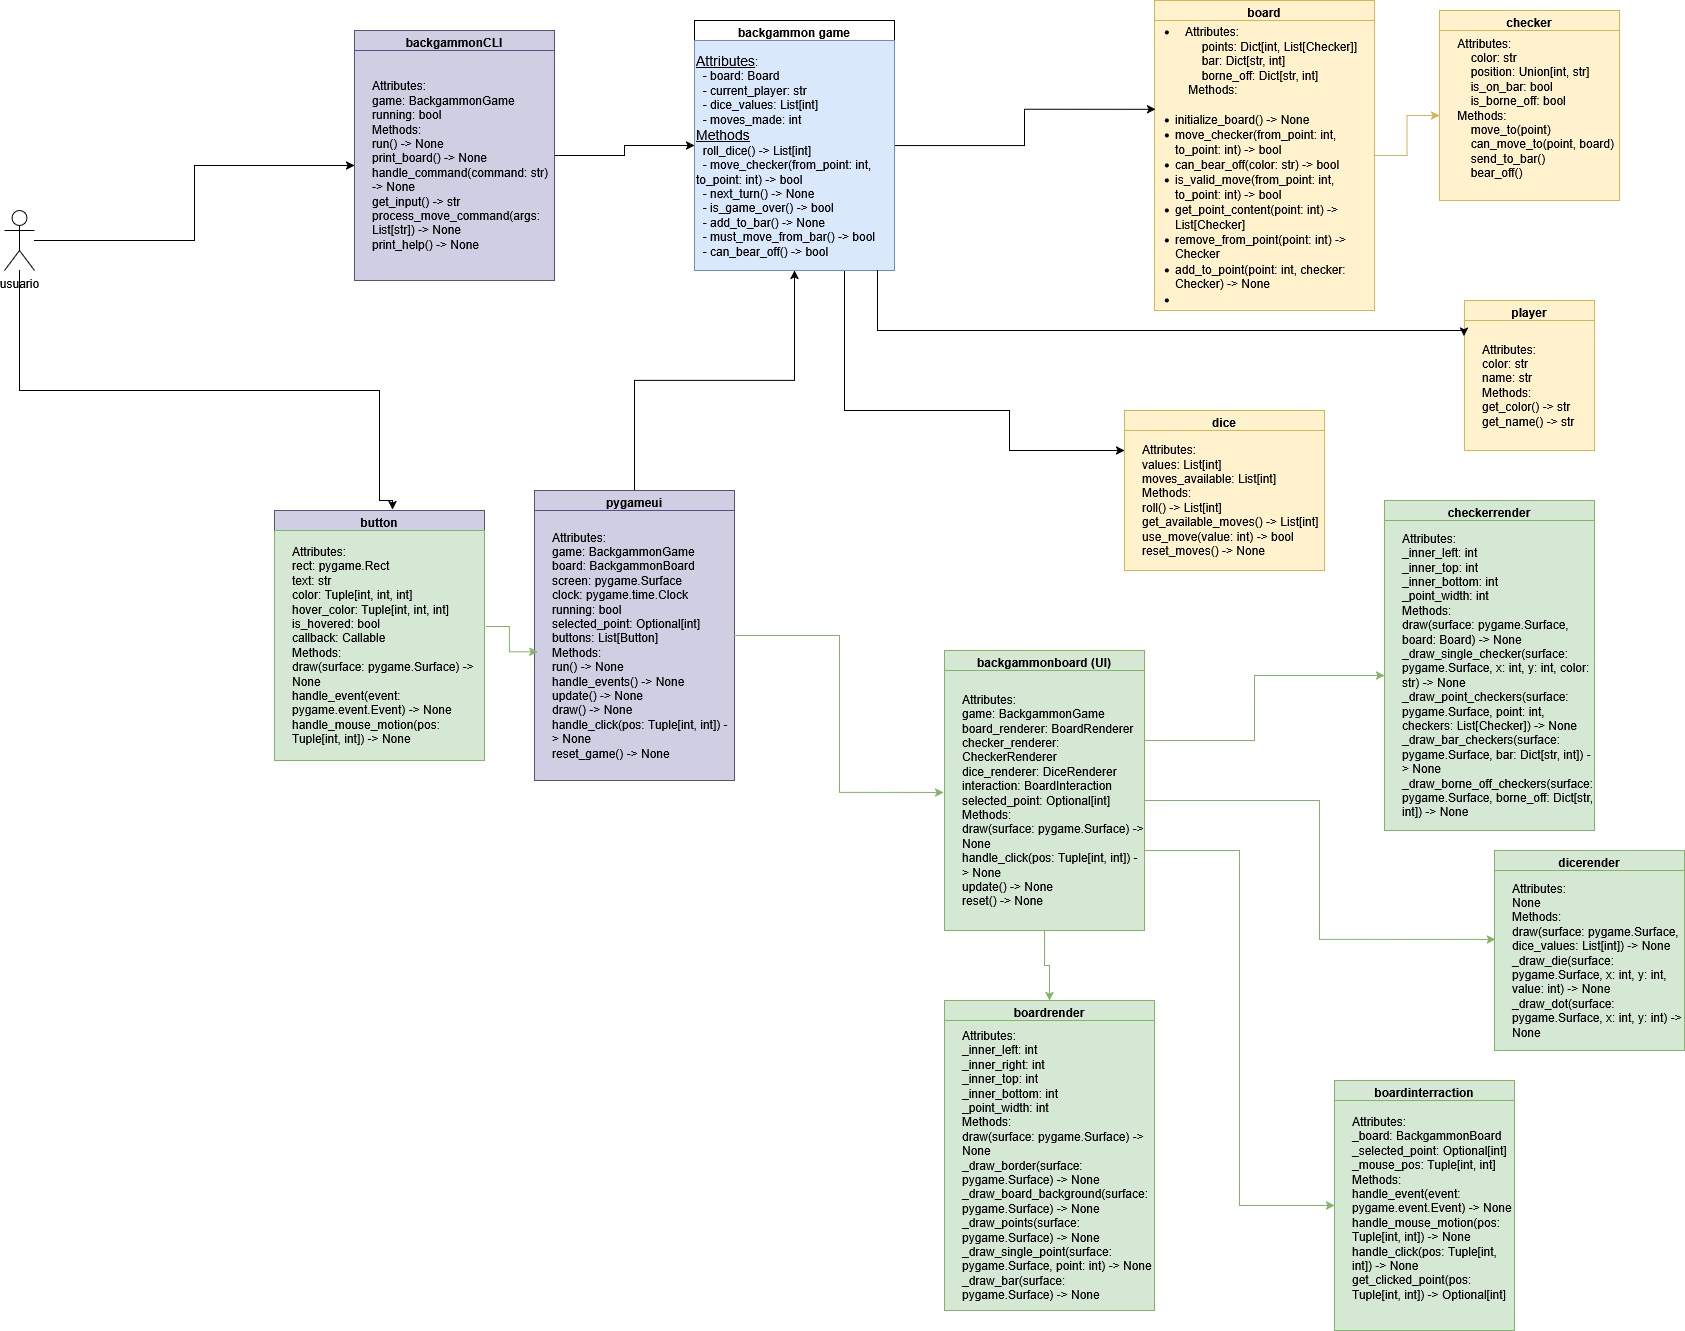 backgammonCLI
Attributes:
game: BackgammonGame
running: bool
Methods:
run() -> None
print_board() -> None
handle_command(command: str)
-> None
get_input() -> str
process_move_command(args:
List[str]) -> None
print_help() -> None
backgammon game
Attributes:
- board: Board
- current_player: str
- dice_values: List[int]
- moves_made: int
Methods
roll_dice() -> List[int]
- move_checker(from_point: int,
to_point: int) -> bool
- next_turn() -> None
- is_game_over() -> bool
- add_to_bar() -> None
- must_move_from_bar() -> bool
- can_bear_off() -> bool
board
• Attributes:
points: Dict[int, List[Checker]]
bar: Dict[str, int]
borne_off: Dict[str, int]
Methods:
• initialize_board() -> None
• move_checker(from_point: int,
to_point: int) -> bool
• can_bear_off(color: str) -> bool
• is_valid_move(from_point: int,
to_point: int) -> bool
• get_point_content(point: int) ->
List[Checker]
• remove_from_point(point: int) ->
Checker
• add_to_point(point: int, checker:
Checker) -> None
•
checker
Attributes:
color: str
position: Union[int, str]
is_on_bar: bool
is_borne_off: bool
Methods:
move_to(point)
can_move_to(point, board)
send_to_bar()
bear_off()
usuario
player
Attributes:
color: str
name: str
Methods:
get_color() -> str
get_name() -> str
dice
Attributes:
values: List[int]
moves_available: List[int]
Methods:
roll() -> List[int]
get_available_moves() -> List[int]
use_move(value: int) -> bool
reset_moves() -> None
button
Attributes:
rect: pygame.Rect
text: str
color: Tuple[int, int, int]
hover_color: Tuple[int, int, int]
is_hovered: bool
callback: Callable
Methods:
draw(surface: pygame.Surface) ->
None
handle_event(event:
pygame.event.Event) -> None
handle_mouse_motion(pos:
Tuple[int, int]) -> None
pygameui
Attributes:
game: BackgammonGame
board: BackgammonBoard
screen: pygame.Surface
clock: pygame.time.Clock
running: bool
selected_point: Optional[int]
buttons: List[Button]
Methods:
run() -> None
handle_events() -> None
update() -> None
draw() -> None
handle_click(pos: Tuple[int, int]) -
> None
reset_game() -> None
backgammonboard (UI)
Attributes:
game: BackgammonGame
board_renderer: BoardRenderer
checker_renderer:
CheckerRenderer
dice_renderer: DiceRenderer
interaction: BoardInteraction
selected_point: Optional[int]
Methods:
draw(surface: pygame.Surface) ->
None
handle_click(pos: Tuple[int, int]) -
> None
update() -> None
reset() -> None
checkerrender
Attributes:
_inner_left: int
_inner_top: int
_inner_bottom: int
_point_width: int
Methods:
draw(surface: pygame.Surface,
board: Board) -> None
_draw_single_checker(surface:
pygame.Surface, x: int, y: int, color:
str) -> None
_draw_point_checkers(surface:
pygame.Surface, point: int,
checkers: List[Checker]) -> None
_draw_bar_checkers(surface:
pygame.Surface, bar: Dict[str, int]) -
> None
_draw_borne_off_checkers(surface:
pygame.Surface, borne_off: Dict[str,
int]) -> None
dicerender
Attributes:
None
Methods:
draw(surface: pygame.Surface,
dice_values: List[int]) -> None
_draw_die(surface:
pygame.Surface, x: int, y: int,
value: int) -> None
_draw_dot(surface:
pygame.Surface, x: int, y: int) ->
None
boardrender
Attributes:
_inner_left: int
_inner_right: int
_inner_top: int
_inner_bottom: int
_point_width: int
Methods:
draw(surface: pygame.Surface) ->
None
_draw_border(surface:
pygame.Surface) -> None
_draw_board_background(surface:
pygame.Surface) -> None
_draw_points(surface:
pygame.Surface) -> None
_draw_single_point(surface:
pygame.Surface, point: int) -> None
_draw_bar(surface:
pygame.Surface) -> None
boardinterraction
Attributes:
_board: BackgammonBoard
_selected_point: Optional[int]
_mouse_pos: Tuple[int, int]
Methods:
handle_event(event:
pygame.event.Event) -> None
handle_mouse_motion(pos:
Tuple[int, int]) -> None
handle_click(pos: Tuple[int,
int]) -> None
get_clicked_point(pos:
Tuple[int, int]) -> Optional[int]